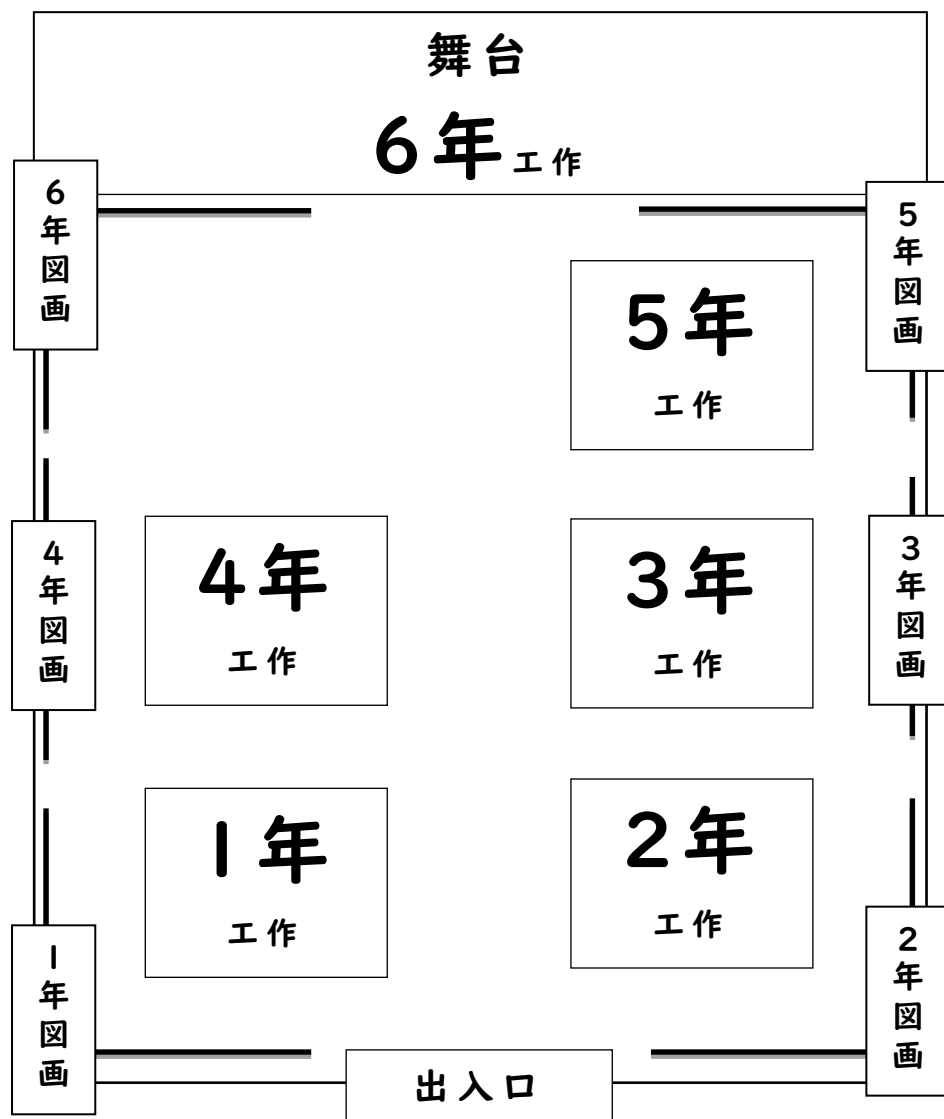 舞台
6年工作
6年図画
5年図画
5年
工作
4年図画
4年
工作
3年
工作
3年図画
1年
工作
2年
工作
1年図画
2年図画
出入口